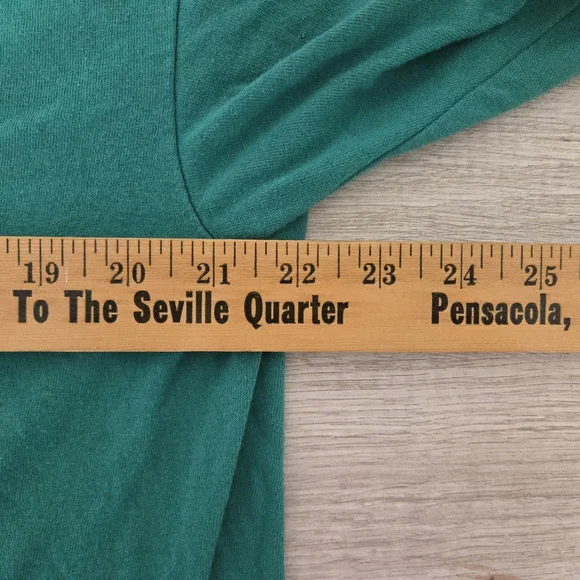 19 20 21 22 23 24 25
To The Seville Quarter Pensacola,